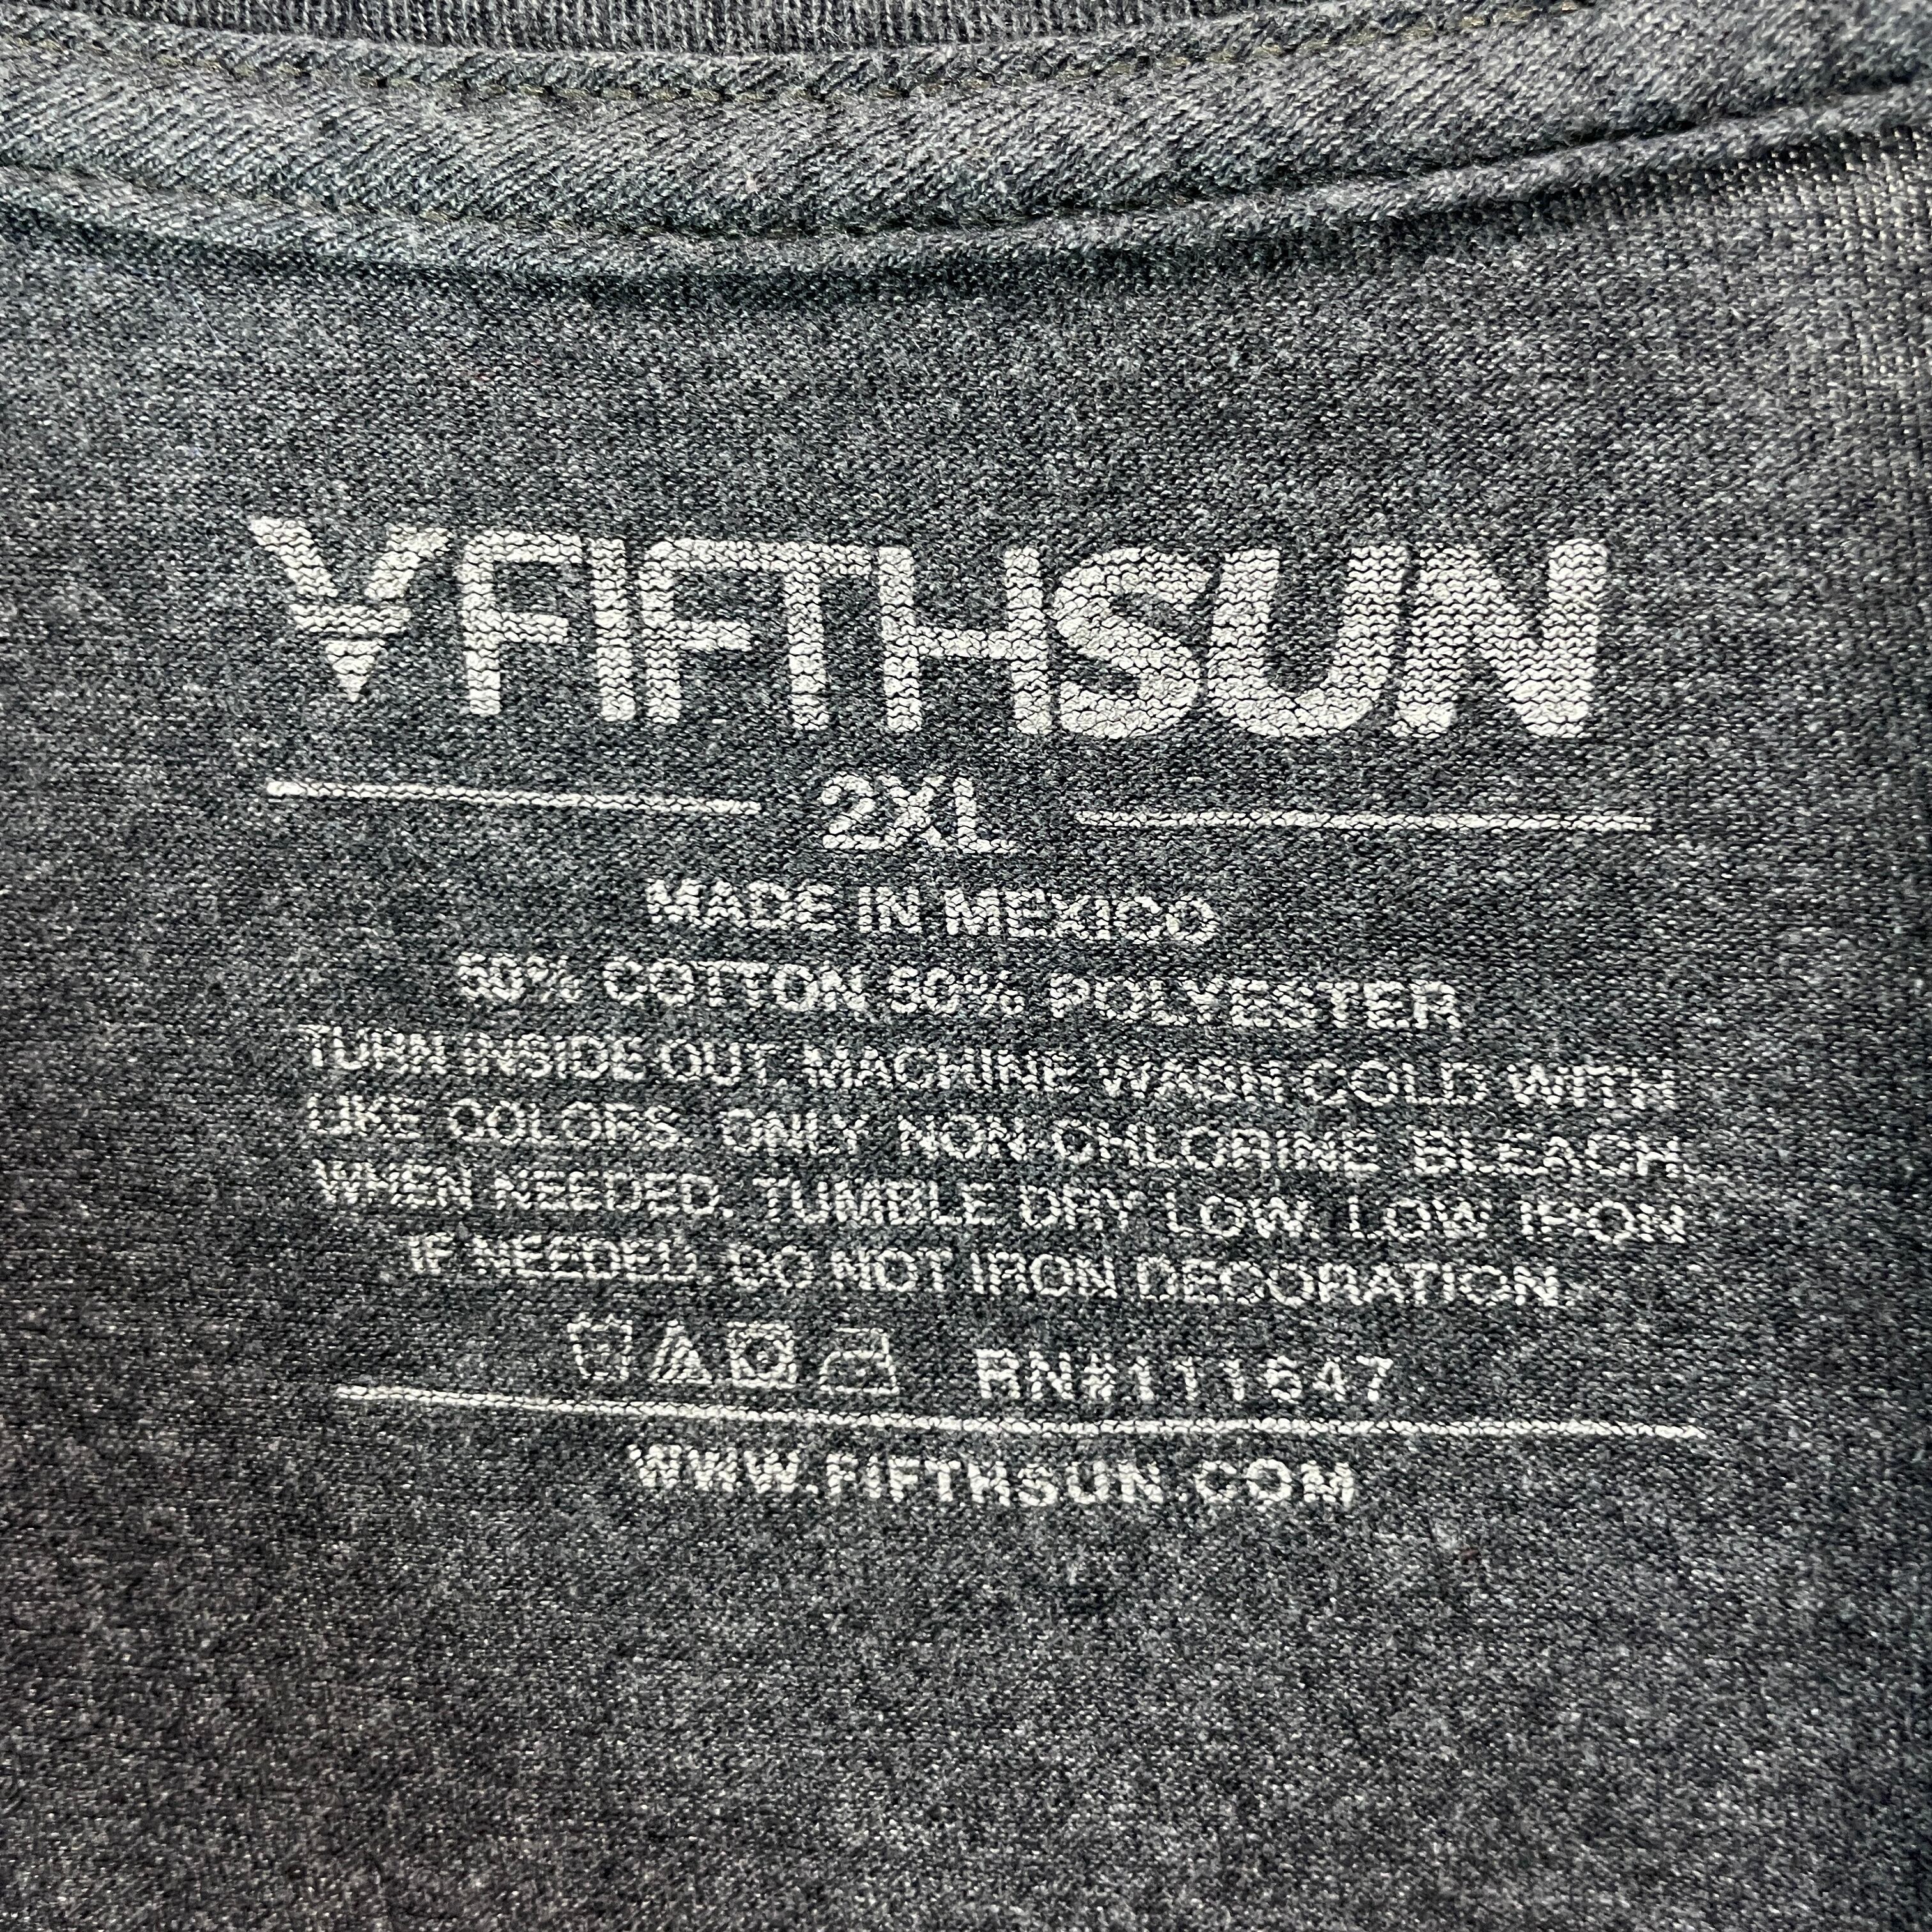 FIFTHSUN
2XL
MADE IN MEXICO
50% COTTON 50% POLYESTER
TURN INSIDE OUT. MACHINE WASH COLD WITH
LIKE COLORS. ONLY NON-CHLORINE BLEACH,
WHEN NEEDED. TUMBLE DRY LOW. LOW IRON
IF NEEDED. DO NOT IRON DECORATION.
RN#111547
WWW.FIFTHSUN.COM